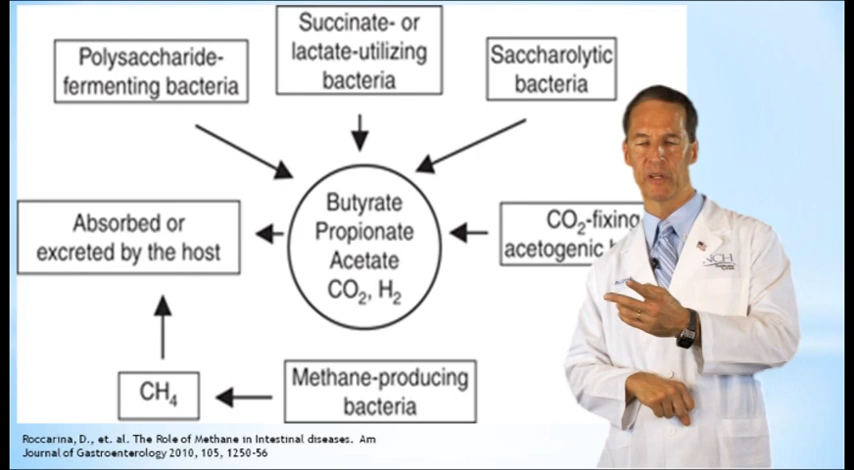 Polysaccharide-
fermenting bacteria
Succinate- or
lactate-utilizing
bacteria
Saccharolytic
bacteria
Absorbed or
excreted by the host
Butyrate
Propionate
Acetate
CO₂, H₂
CO₂-fixing
acetogenic
NCH
CH₄
Methane-producing
bacteria
Roccarina, D., et. al. The Role of Methane in Intestinal diseases. Am
Journal of Gastroenterology 2010, 105, 1250-56